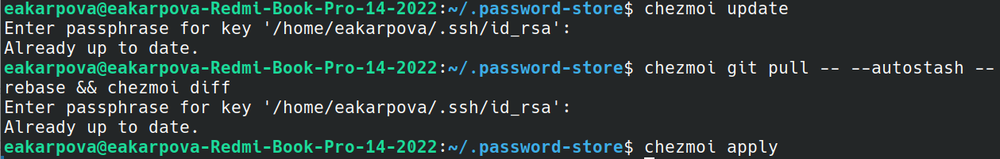 eakarpova@eakarpova-Redmi-Book-Pro-14-2022:~/.password-store$ chezmoi update
Enter passphrase for key '/home/eakarpova/.ssh/id_rsa':
Already up to date.
eakarpova@eakarpova-Redmi-Book-Pro-14-2022:~/.password-store$ chezmoi git pull -- --autostash --
rebase && chezmoi diff
Enter passphrase for key '/home/eakarpova/.ssh/id_rsa':
Already up to date.
eakarpova@eakarpova-Redmi-Book-Pro-14-2022:~/.password-store$ chezmoi apply